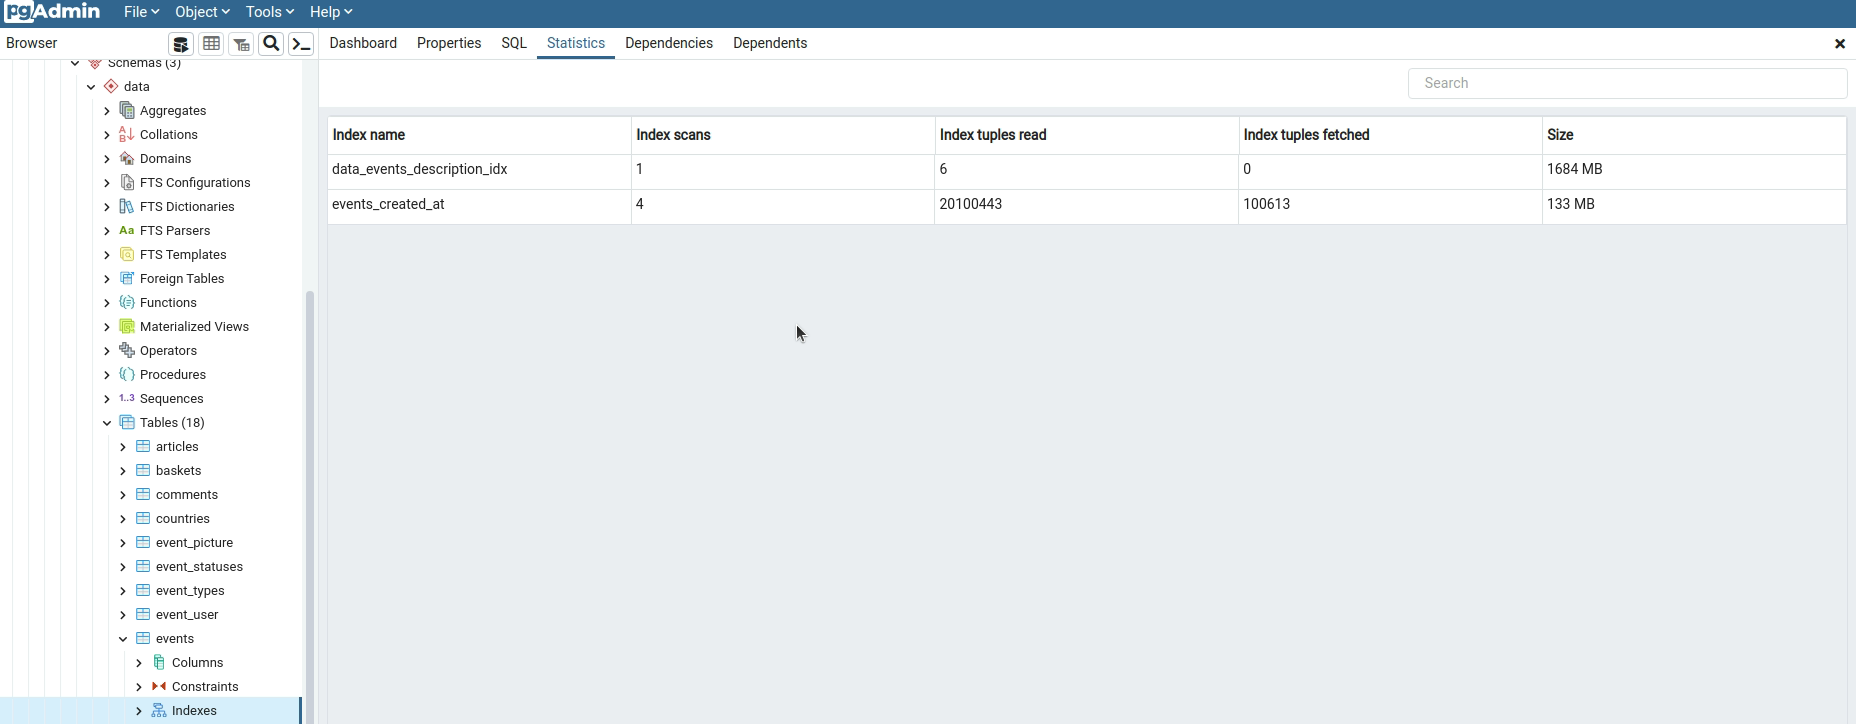 pgAdmin File Object Tools Help
Browser Dashboard Properties SQL Statistics Dependencies Dependents
Schemas (3)
data
Aggregates
Collations
Domains
FTS Configurations
FTS Dictionaries
Aa FTS Parsers
FTS Templates
Foreign Tables
Functions
Materialized Views
Operators
Procedures
1..3 Sequences
Tables (18)
articles
baskets
comments
countries
event_picture
event_statuses
event_types
event_user
events
Columns
Constraints
Indexes
Search
Index name Index scans Index tuples read Index tuples fetched Size
data_events_description_idx 1 6 0 1684 MB
events_created_at 4 20100443 100613 133 MB